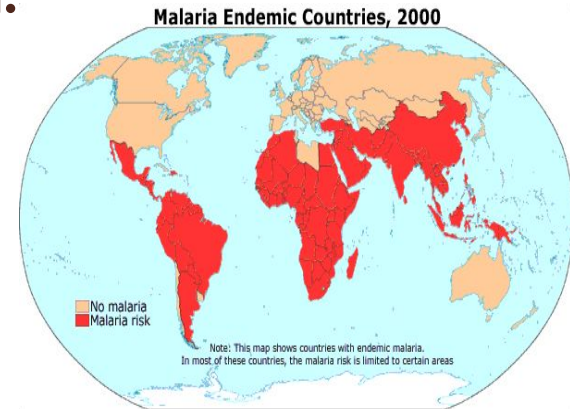 Malaria Endemic Countries, 2000
No malaria
Malaria risk
Note: This map shows countries with endemic malaria.
In most of these countries, the malaria risk is limited to certain areas